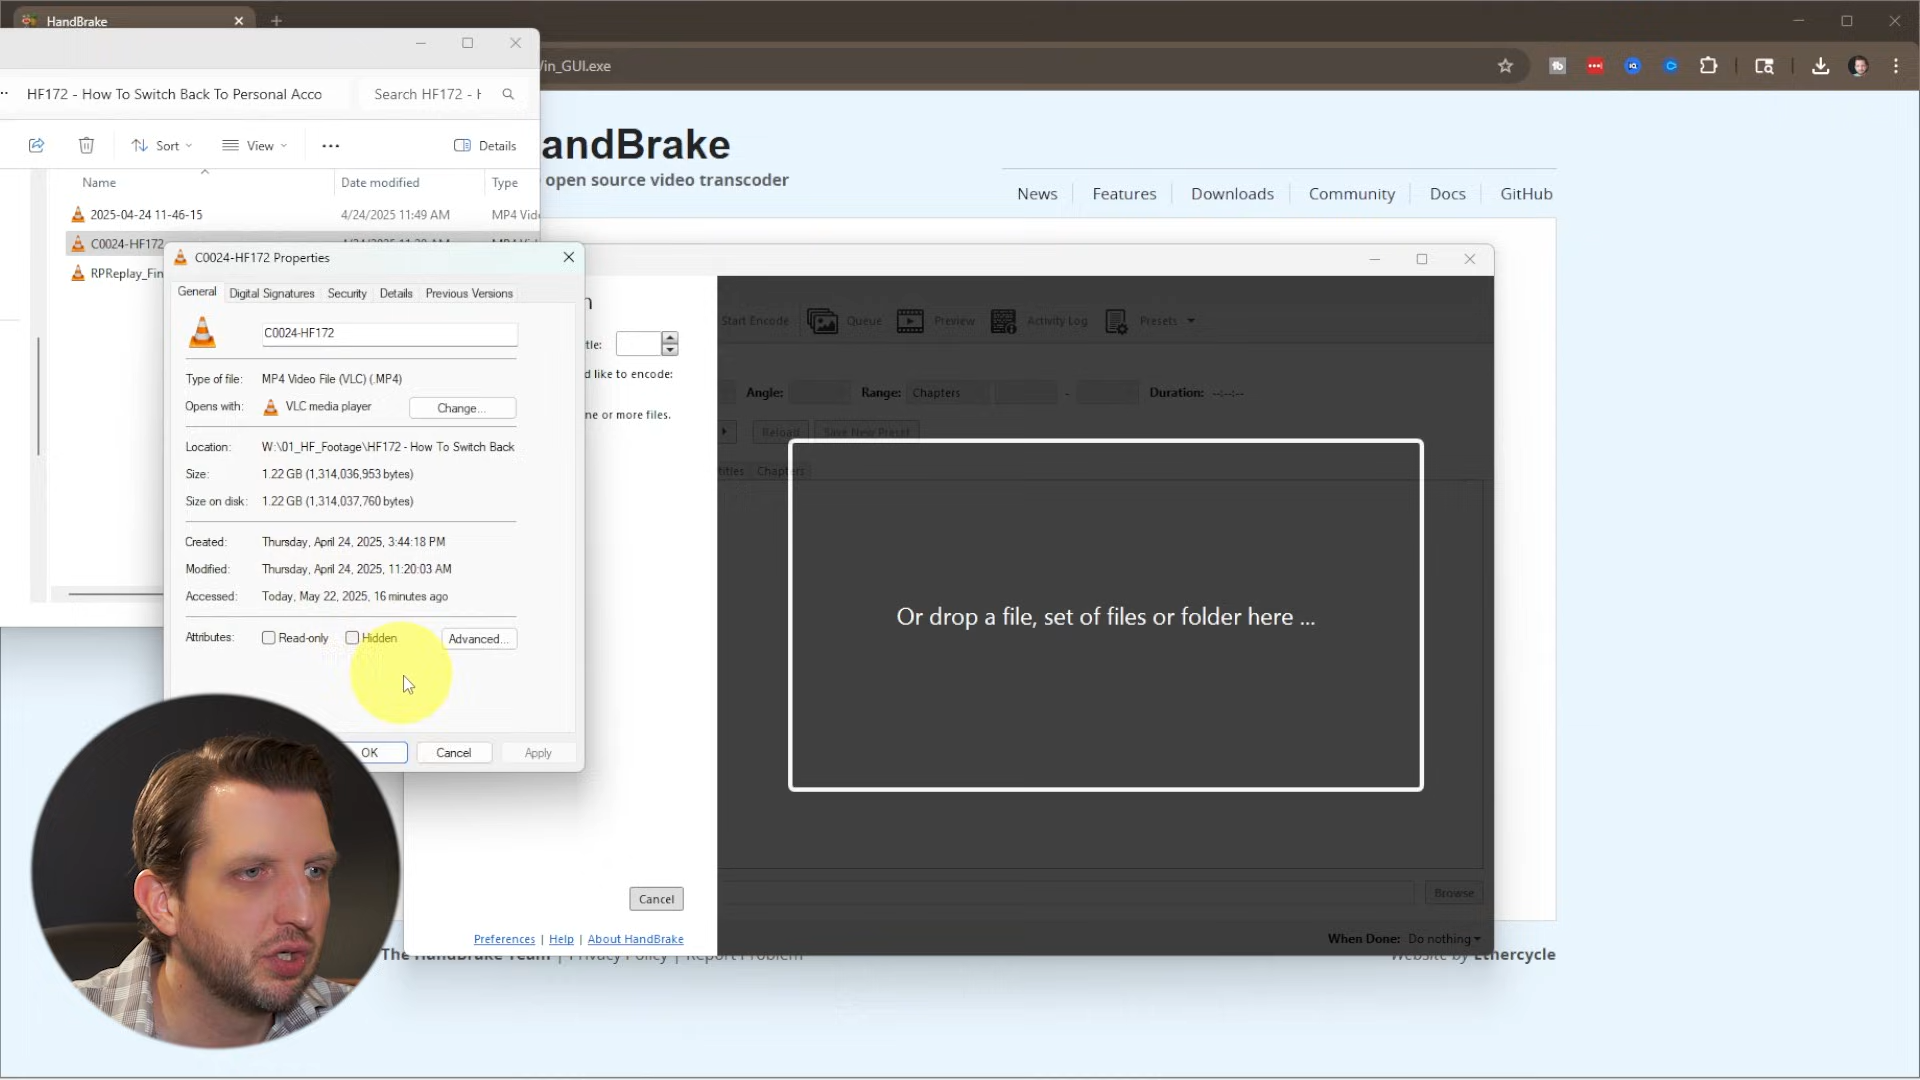 HandBrake
in_GUI.exe
HF172 - How To Switch Back To Personal Acco
Search HF172 - H
Sort
View
Details
Name
Date modified
Type
2025-04-24 11-46-15
4/24/2025 11:49 AM
MP4 Vide
C0024-HF172
RPReplay_Fin
andBrake
open source video transcoder
News
Features
Downloads
Community
Docs
GitHub
C0024-HF172 Properties
General
Digital Signatures
Security
Details
Previous Versions
C0024-HF172
Type of file:
MP4 Video File (VLC) (.MP4)
Opens with:
VLC media player
Change...
Location:
W:\01_HF_Footage\HF172 - How To Switch Back
Size:
1.22 GB (1,314,036,953 bytes)
Size on disk:
1.22 GB (1,314,037,760 bytes)
Created:
Thursday, April 24, 2025, 3:44:18 PM
Modified:
Thursday, April 24, 2025, 11:20:03 AM
Accessed:
Today, May 22, 2025, 16 minutes ago
Attributes:
Read-only
Hidden
Advanced...
OK
Cancel
Apply
n
tle:
d like to encode:
ne or more files.
Start Encode
Queue
Preview
Activity Log
Presets
Angle:
Range:
Chapters
-
Duration:
--:--:--
Reload
Save New Preset
titles
Chapters
Or drop a file, set of files or folder here ...
Cancel
Browse
Preferences | Help | About HandBrake
When Done:
Do nothing
The HandBrake Team | Privacy Policy | Report Problem
Website by Ethercycle